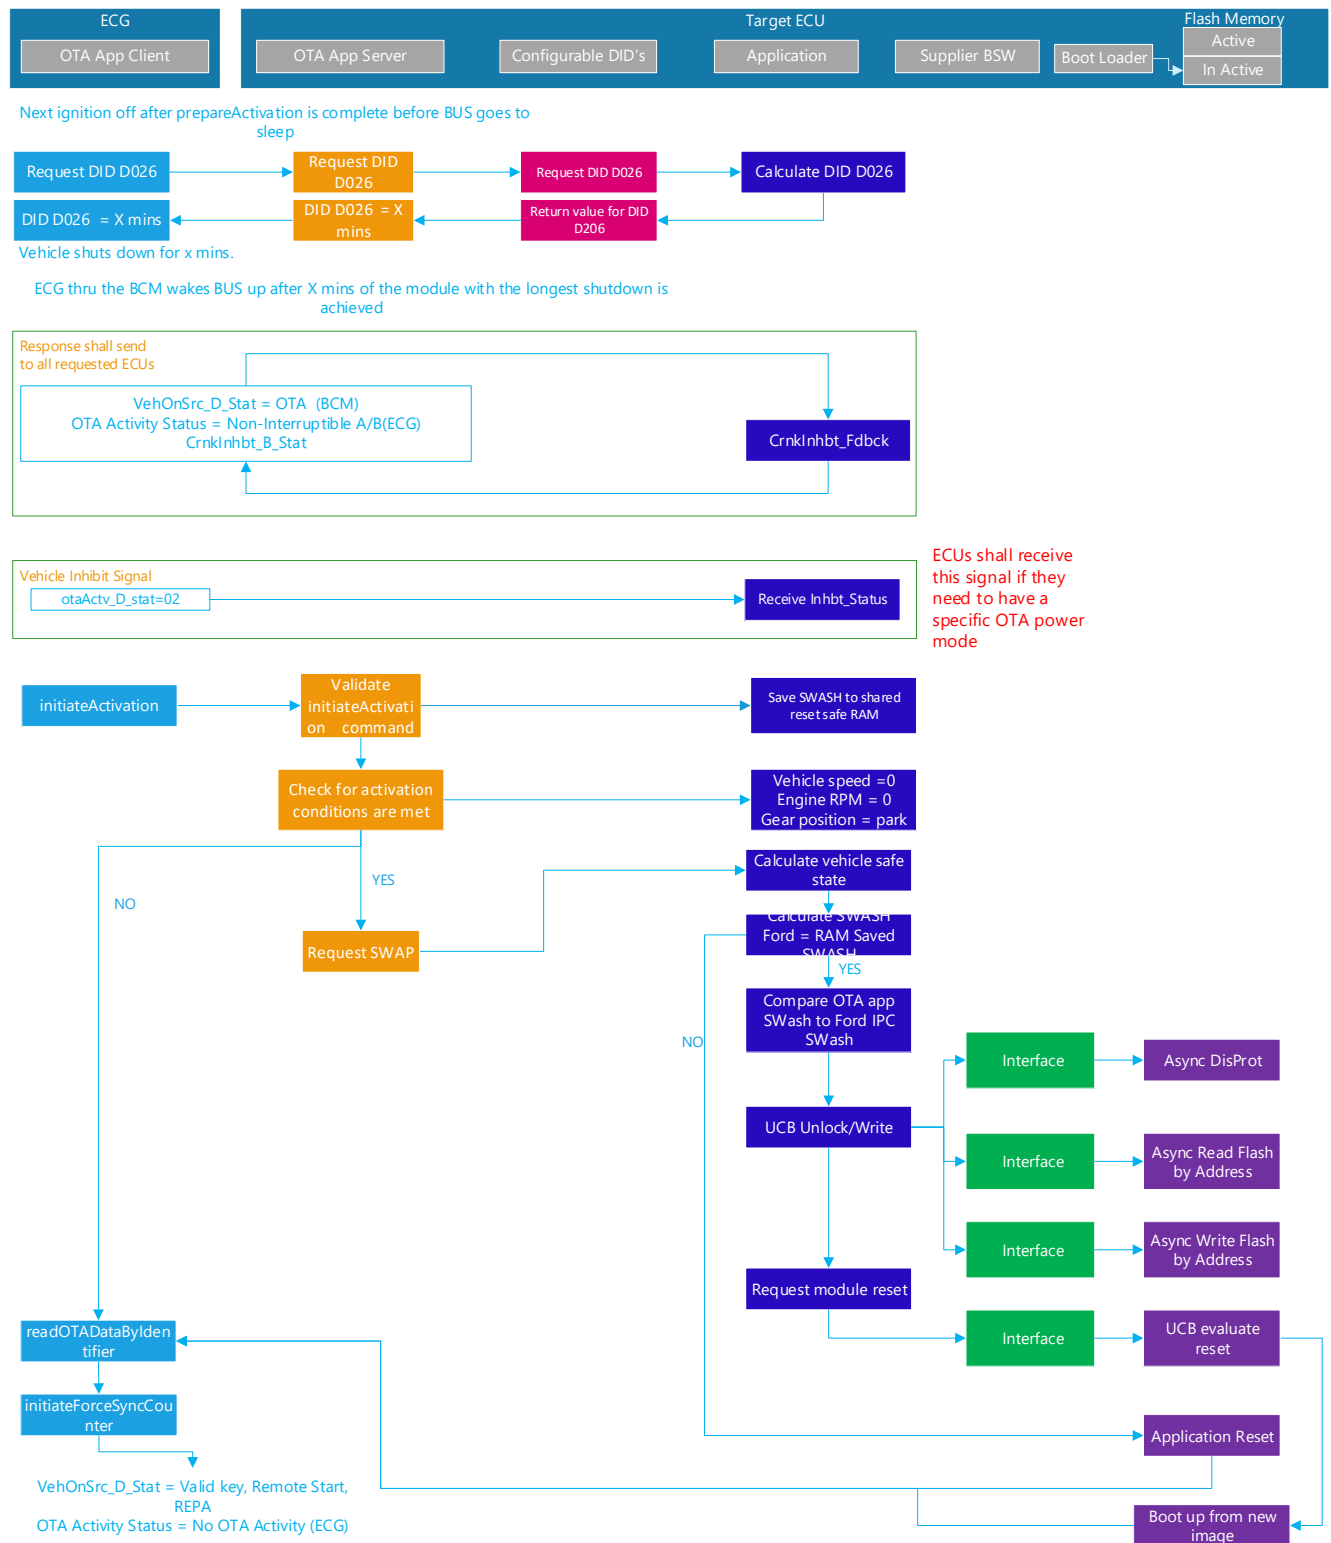 ECG
Target ECU
Flash Memory
OTA App Client
OTA App Server
Configurable DID's
Application
Supplier BSW
Boot Loader
Active
In Active
Next ignition off after prepareActivation is complete before BUS goes to
sleep
Request DID D026
Request DID
D026
Request DID D026
Calculate DID D026
DID D026 = X mins
DID D026 = X
mins
Return value for DID
D206
Vehicle shuts down for x mins.
ECG thru the BCM wakes BUS up after X mins of the module with the longest shutdown is
achieved
Response shall send
to all requested ECUs
VehOnSrc_D_Stat = OTA (BCM)
OTA Activity Status = Non-Interruptible A/B(ECG)
CrnkInhbt_B_Stat
CrnkInhbt_Fdbck
Vehicle Inhibit Signal
otaActv_D_stat=02
Receive Inhbt_Status
ECUs shall receive
this signal if they
need to have a
specific OTA power
mode
initiateActivation
Validate
initiateActivati
on command
Save SWASH to shared
reset safe RAM
Check for activation
conditions are met
Vehicle speed =0
Engine RPM = 0
Gear position = park
YES
NO
Calculate vehicle safe
state
Request SWAP
Calculate SWASH
Ford = RAM Saved
SWASH
YES
NO
Compare OTA app
SWash to Ford IPC
SWash
Interface
Async DisProt
UCB Unlock/Write
Interface
Async Read Flash
by Address
Interface
Async Write Flash
by Address
Request module reset
Interface
UCB evaluate
reset
readOTADataByIden
tifier
initiateForceSyncCou
nter
Application Reset
VehOnSrc_D_Stat = Valid key, Remote Start,
REPA
OTA Activity Status = No OTA Activity (ECG)
Boot up from new
image